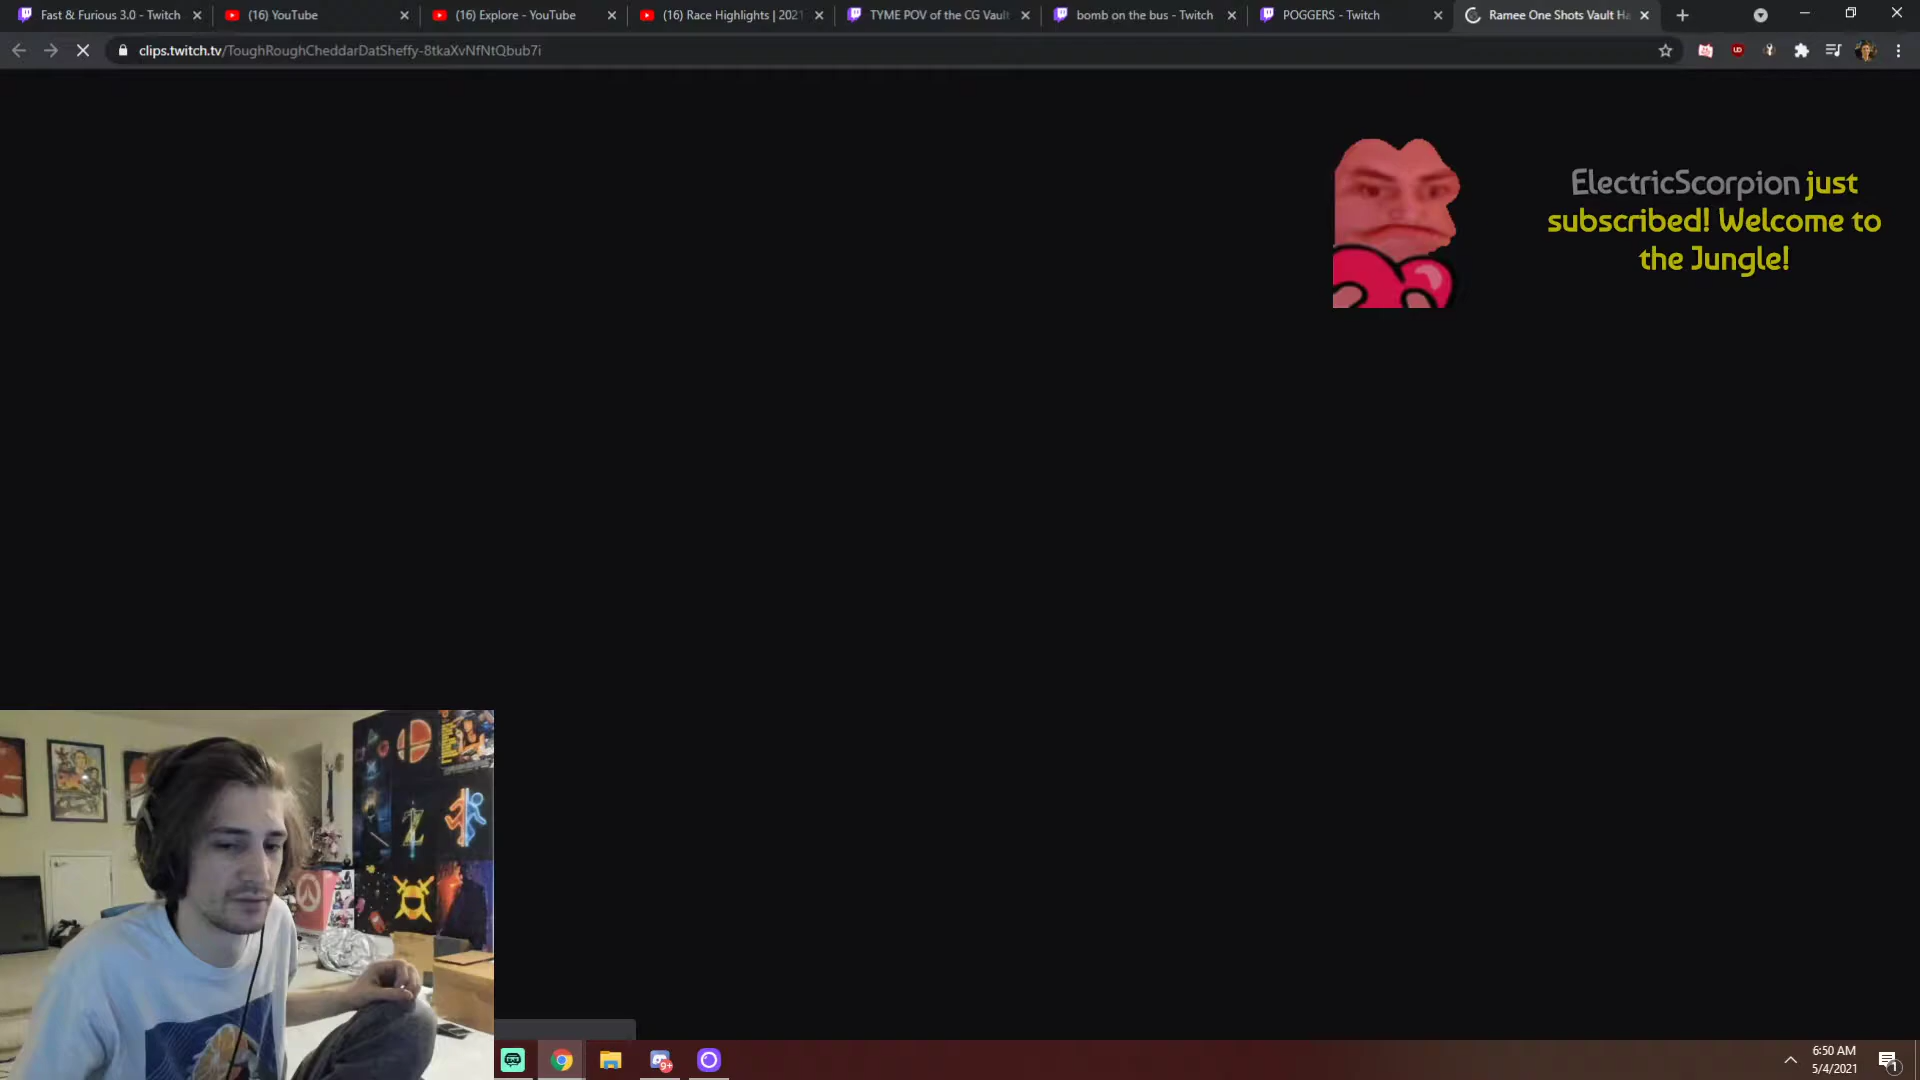 Fast & Furious 3.0 - Twitch
(16) YouTube
(16) Explore - YouTube
(16) Race Highlights | 2021
TYME POV of the CG Vault
bomb on the bus - Twitch
POGGERS - Twitch
Ramee One Shots Vault Ha
clips.twitch.tv/ToughRoughCheddarDatSheffy-8tkaXvNfNtQbub7i
ElectricScorpion just
subscribed! Welcome to
the Jungle!
Z
9+
6:50 AM
5/4/2021
1